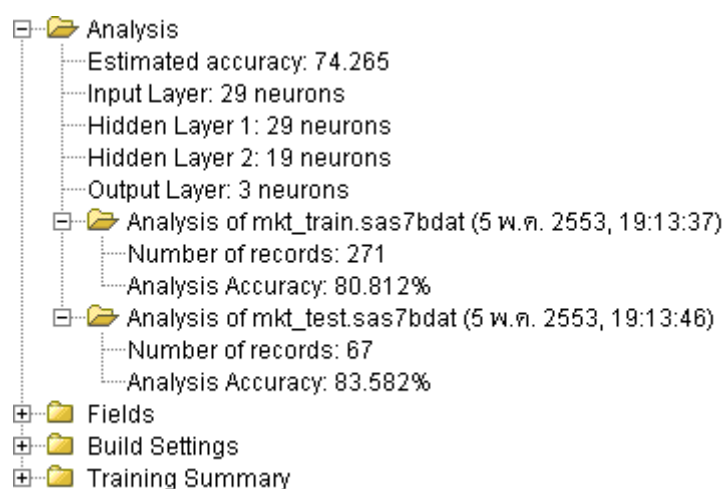 Analysis
Estimated accuracy: 74.265
Input Layer: 29 neurons
Hidden Layer 1: 29 neurons
Hidden Layer 2: 19 neurons
Output Layer: 3 neurons
Analysis of mkt_train.sas7bdat (5 พ.ค. 2553, 19:13:37)
Number of records: 271
Analysis Accuracy: 80.812%
Analysis of mkt_test.sas7bdat (5 พ.ค. 2553, 19:13:46)
Number of records: 67
Analysis Accuracy: 83.582%
Fields
Build Settings
Training Summary